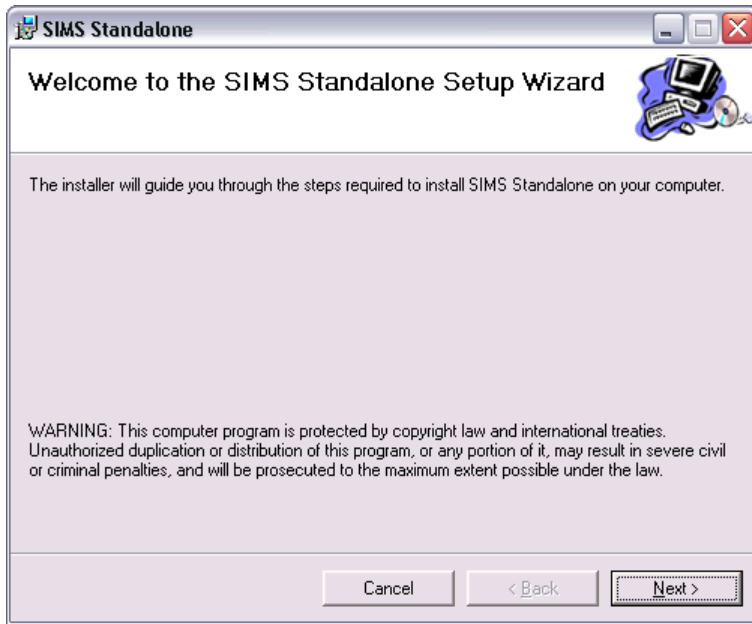 SIMS Standalone
Welcome to the SIMS Standalone Setup Wizard
The installer will guide you through the steps required to install SIMS Standalone on your computer.
WARNING: This computer program is protected by copyright law and international treaties.
Unauthorized duplication or distribution of this program, or any portion of it, may result in severe civil
or criminal penalties, and will be prosecuted to the maximum extent possible under the law.
Cancel
< Back
Next >